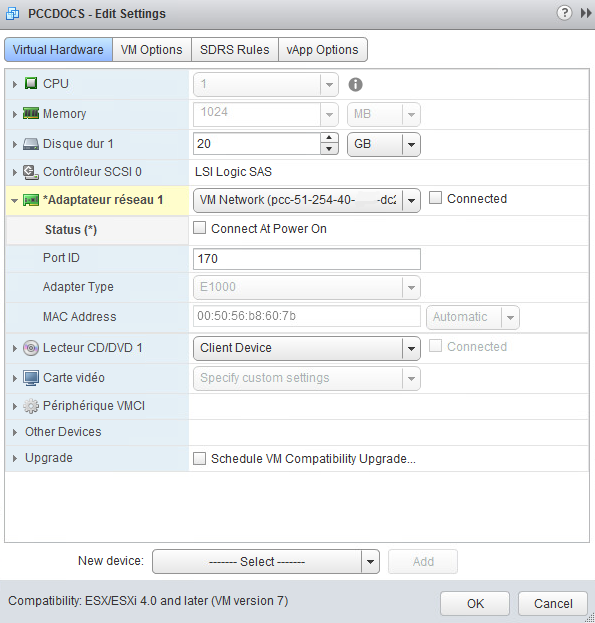 PCCDOCS - Edit Settings
Virtual Hardware VM Options SDRS Rules vApp Options
CPU 1
Memory 1024 MB
Disque dur 1 20 GB
Contrôleur SCSI 0 LSI Logic SAS
*Adaptateur réseau 1 VM Network (pcc-51-254-40- -dc2 Connected
Status (*) Connect At Power On
Port ID 170
Adapter Type E1000
MAC Address 00:50:56:b8:60:7b Automatic
Lecteur CD/DVD 1 Client Device Connected
Carte vidéo Specify custom settings
Périphérique VMCI
Other Devices
Upgrade Schedule VM Compatibility Upgrade...
New device: ------- Select ------- Add
Compatibility: ESX/ESXi 4.0 and later (VM version 7) OK Cancel